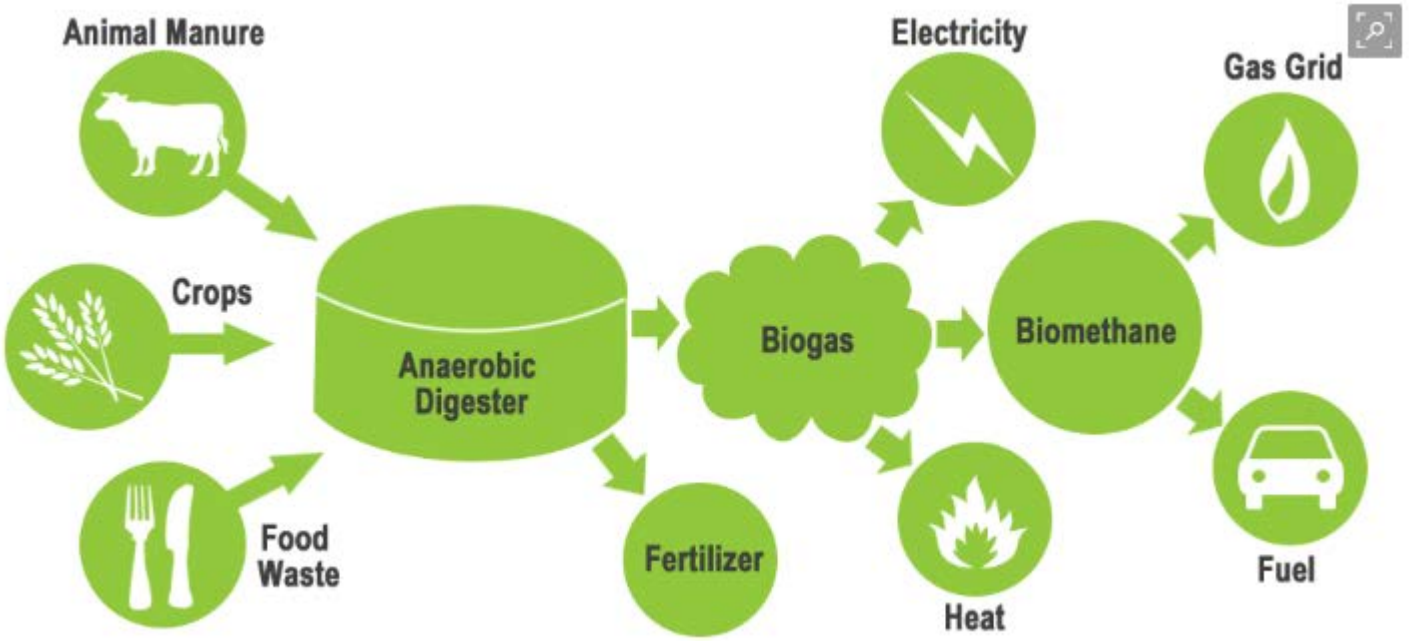 Animal Manure
Electricity
Gas Grid
Crops
Biogas
Biomethane
Anaerobic
Digester
Food
Waste
Fertilizer
Heat
Fuel